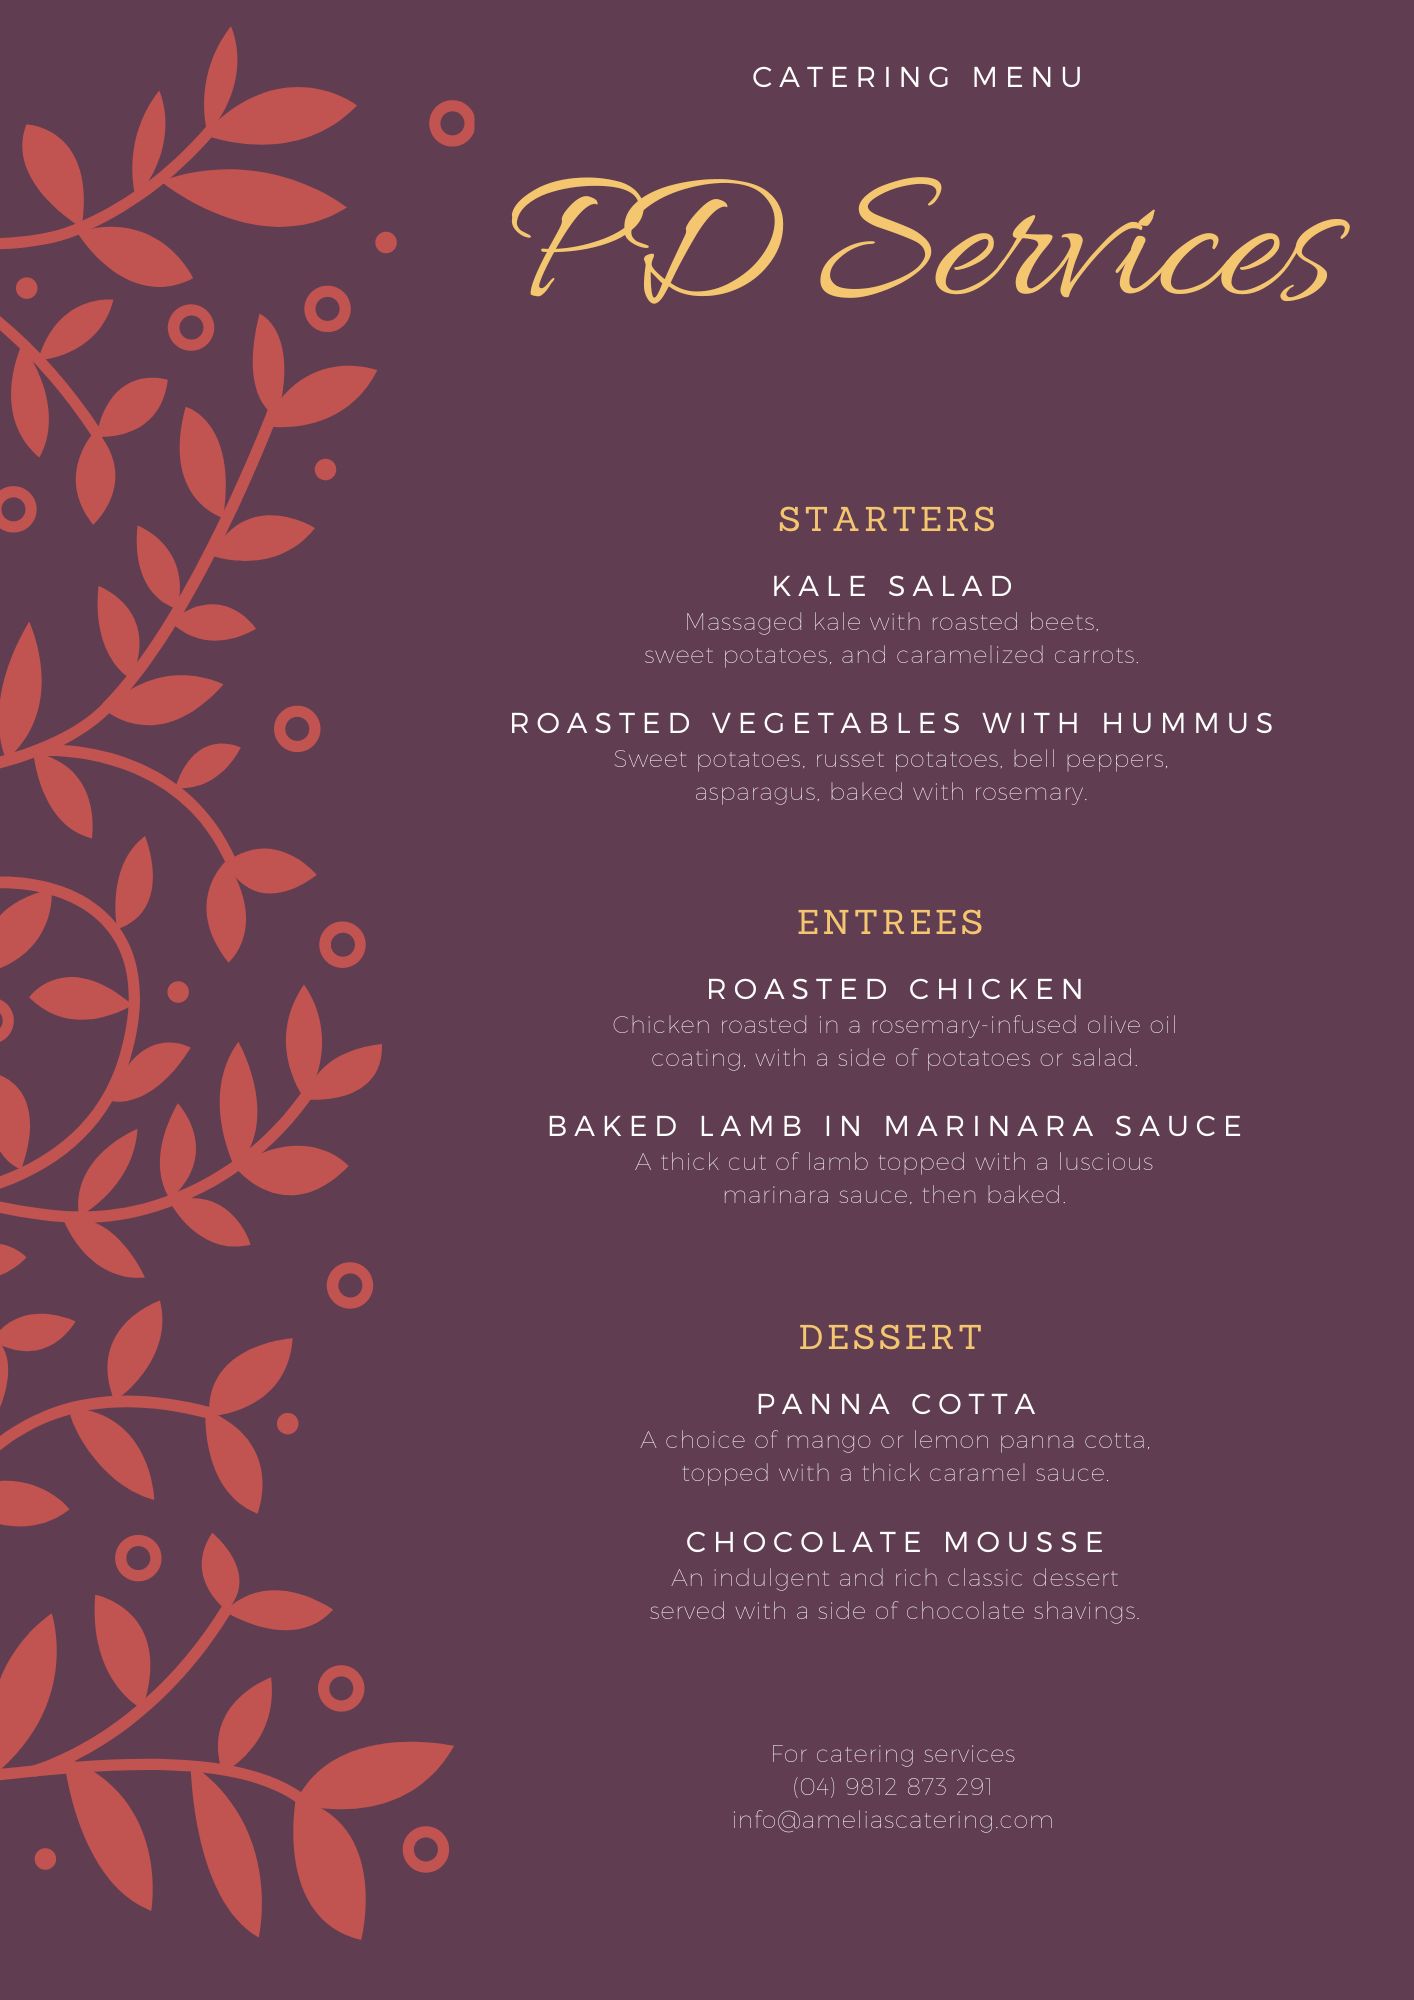 CATERING MENU
PD Services
STARTERS
KALE SALAD
Massaged kale with roasted beets,
sweet potatoes, and caramelized carrots.
ROASTED VEGETABLES WITH HUMMUS
Sweet potatoes, russet potatoes, bell peppers,
asparagus, baked with rosemary.
ENTREES
ROASTED CHICKEN
Chicken roasted in a rosemary-infused olive oil
coating, with a side of potatoes or salad.
BAKED LAMB IN MARINARA SAUCE
A thick cut of lamb topped with a luscious
marinara sauce, then baked.
DESSERT
PANNA COTTA
A choice of mango or lemon panna cotta,
topped with a thick caramel sauce.
CHOCOLATE MOUSSE
An indulgent and rich classic dessert
served with a side of chocolate shavings.
For catering services
(04) 9812 873 291
info@ameliascatering.com